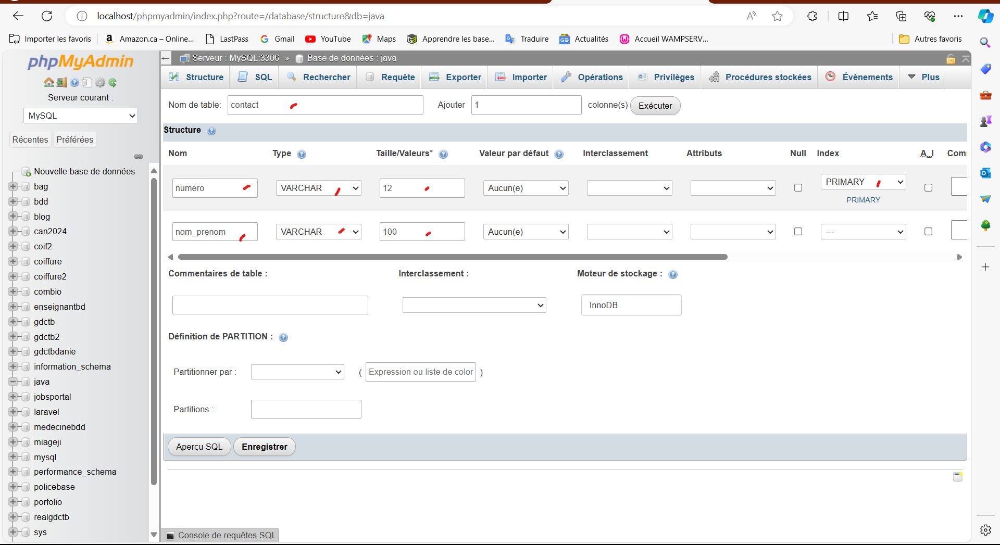 localhost/phpmyadmin/index.php?route=/database/structure&db=java
Importer les favoris
Amazon.ca – Online...
LastPass
Gmail
YouTube
Maps
Apprendre les base...
Traduire
Actualités
Accueil WAMPSERV...
Autres favoris
phpMyAdmin
Serveur courant :
MySQL
Récentes
Préférées
Nouvelle base de données
bag
bdd
blog
can2024
coif2
coiffure
coiffure2
combio
enseignantbd
gdctb
gdctb2
gdctbdanie
information_schema
java
jobsportal
laravel
medecinebdd
miageji
mysql
performance_schema
policebase
porfolio
realgdctb
sys
Serveur : MySQL:3306 » Base de données : java
Structure
SQL
Rechercher
Requête
Exporter
Importer
Opérations
Privilèges
Procédures stockées
Évènements
Plus
Nom de table: contact Ajouter 1 colonne(s) Exécuter
Structure
Nom Type Taille/Valeurs* Valeur par défaut Interclassement Attributs Null Index A_I Comm
numero VARCHAR 12 Aucun(e) PRIMARY
PRIMARY
nom_prenom VARCHAR 100 Aucun(e) ---
Commentaires de table : Interclassement : Moteur de stockage :
InnoDB
Définition de PARTITION :
Partitionner par : ( Expression ou liste de color )
Partitions :
Aperçu SQL Enregistrer
Console de requêtes SQL